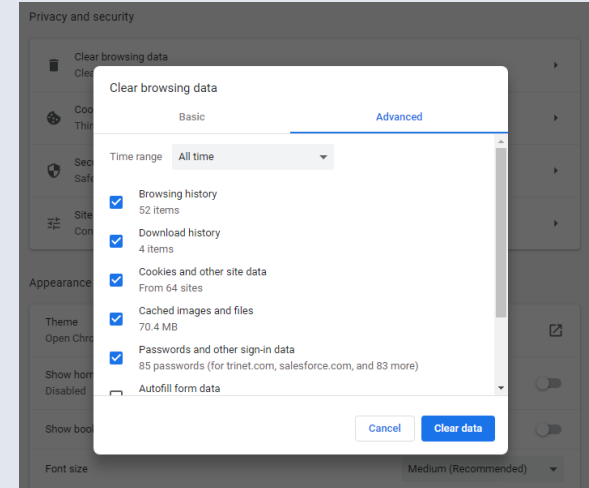 Privacy and security
Clear browsing data
Clea
Clear browsing data
Basic
Advanced
Coo
Thir
Time range
All time
Secu
Safe
Browsing history
52 items
Site
Con
Download history
4 items
Cookies and other site data
From 64 sites
Appearance
Cached images and files
70.4 MB
Theme
Open Chro
Passwords and other sign-in data
85 passwords (for trinet.com, salesforce.com, and 83 more)
Show hom
Disabled
Autofill form data
Show boo
Cancel
Clear data
Font size
Medium (Recommended)